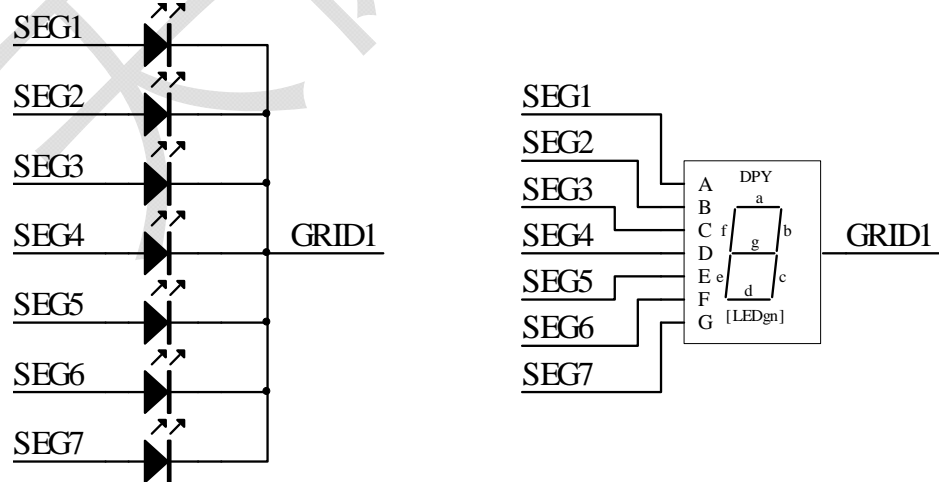 SEG1
SEG2
SEG3
SEG4
SEG5
SEG6
SEG7
GRID1
SEG1
SEG2
SEG3
SEG4
SEG5
SEG6
SEG7
DPY
A
B
C
D
E
F
G
a
f
b
g
e
c
d
[LEDgn]
GRID1